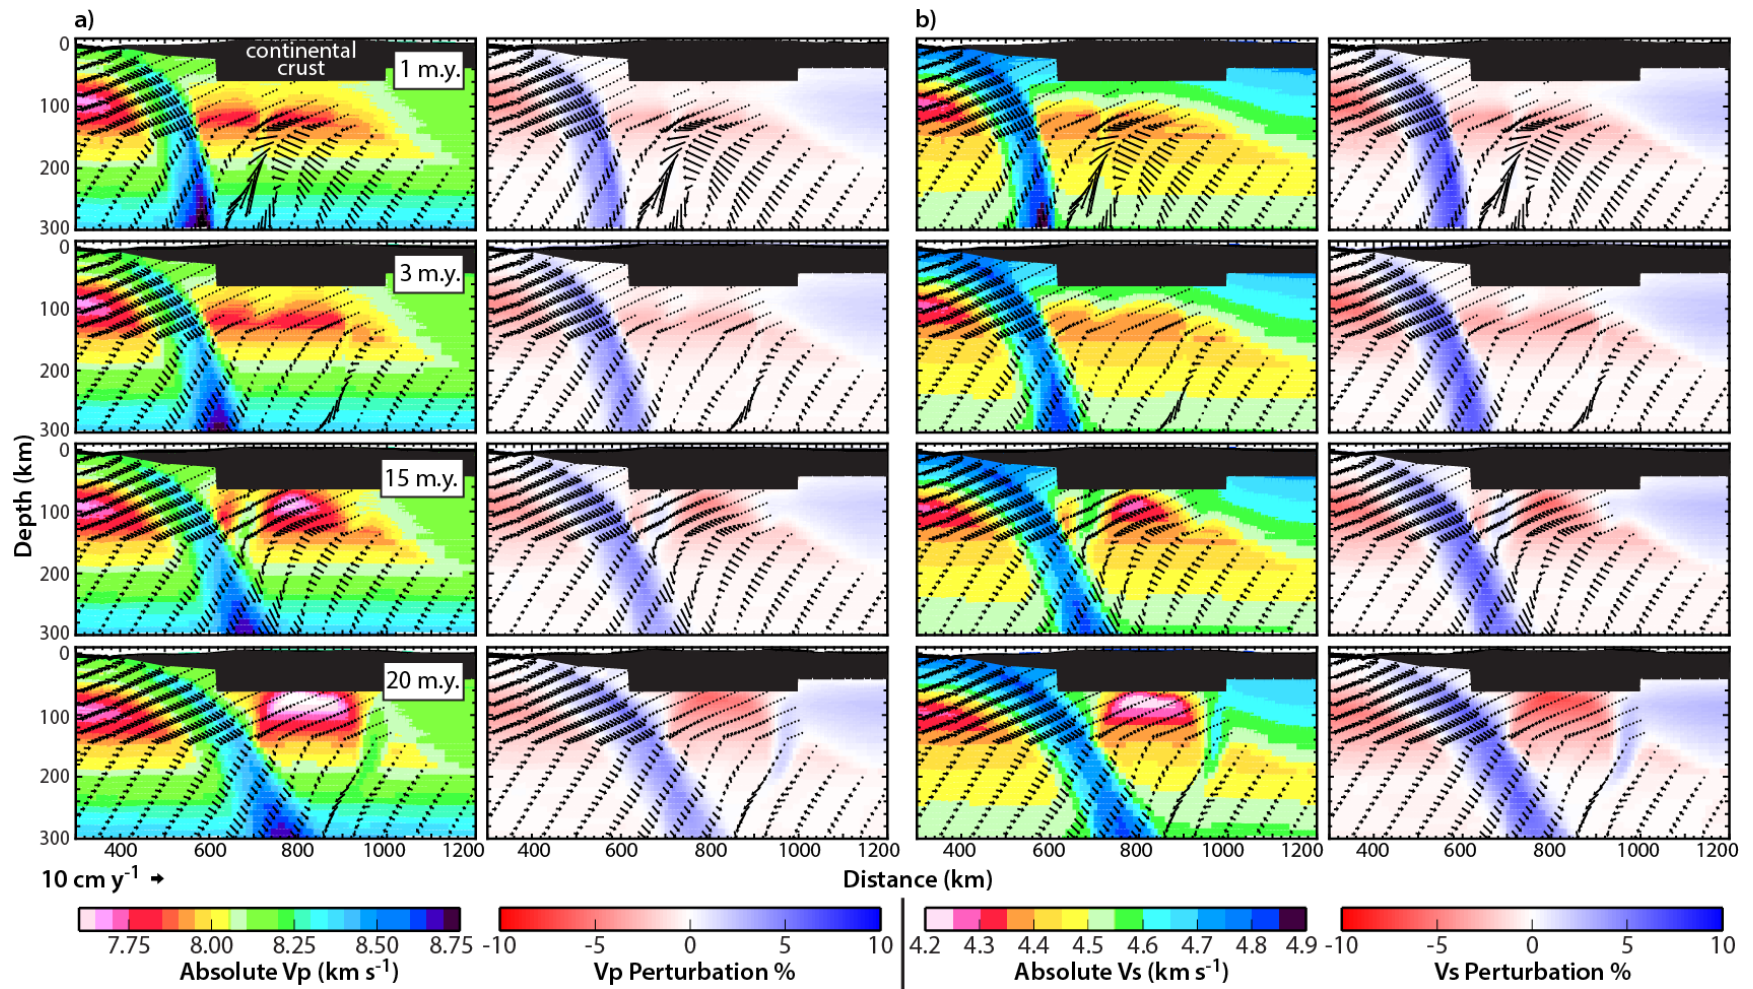 a)
b)
0
100
200
300
continental
crust
1 m.y.
0
100
200
300
3 m.y.
0
100
200
300
15 m.y.
0
100
200
300
20 m.y.
Depth (km)
400 600 800 1000 1200
400 600 800 1000 1200
400 600 800 1000 1200
400 600 800 1000 1200
10 cm y⁻¹
Distance (km)
7.75 8.00 8.25 8.50 8.75
Absolute Vp (km s⁻¹)
-10 -5 0 5 10
Vp Perturbation %
4.2 4.3 4.4 4.5 4.6 4.7 4.8 4.9
Absolute Vs (km s⁻¹)
-10 -5 0 5 10
Vs Perturbation %